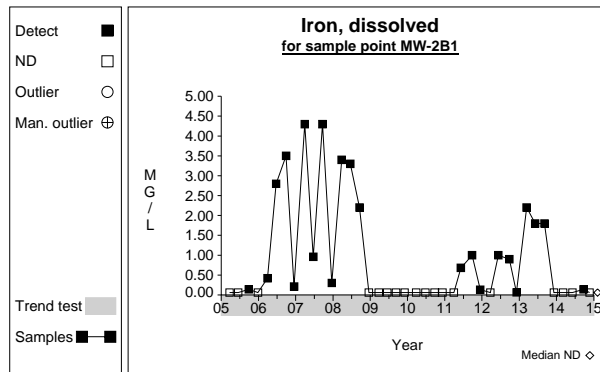 Detect
ND
Outlier
Man. outlier
Trend test
Samples
Iron, dissolved
for sample point MW-2B1
M
G
/
L
5.00
4.50
4.00
3.50
3.00
2.50
2.00
1.50
1.00
0.50
0.00
05 06 07 08 09 10 11 12 13 14 15
Year
Median ND